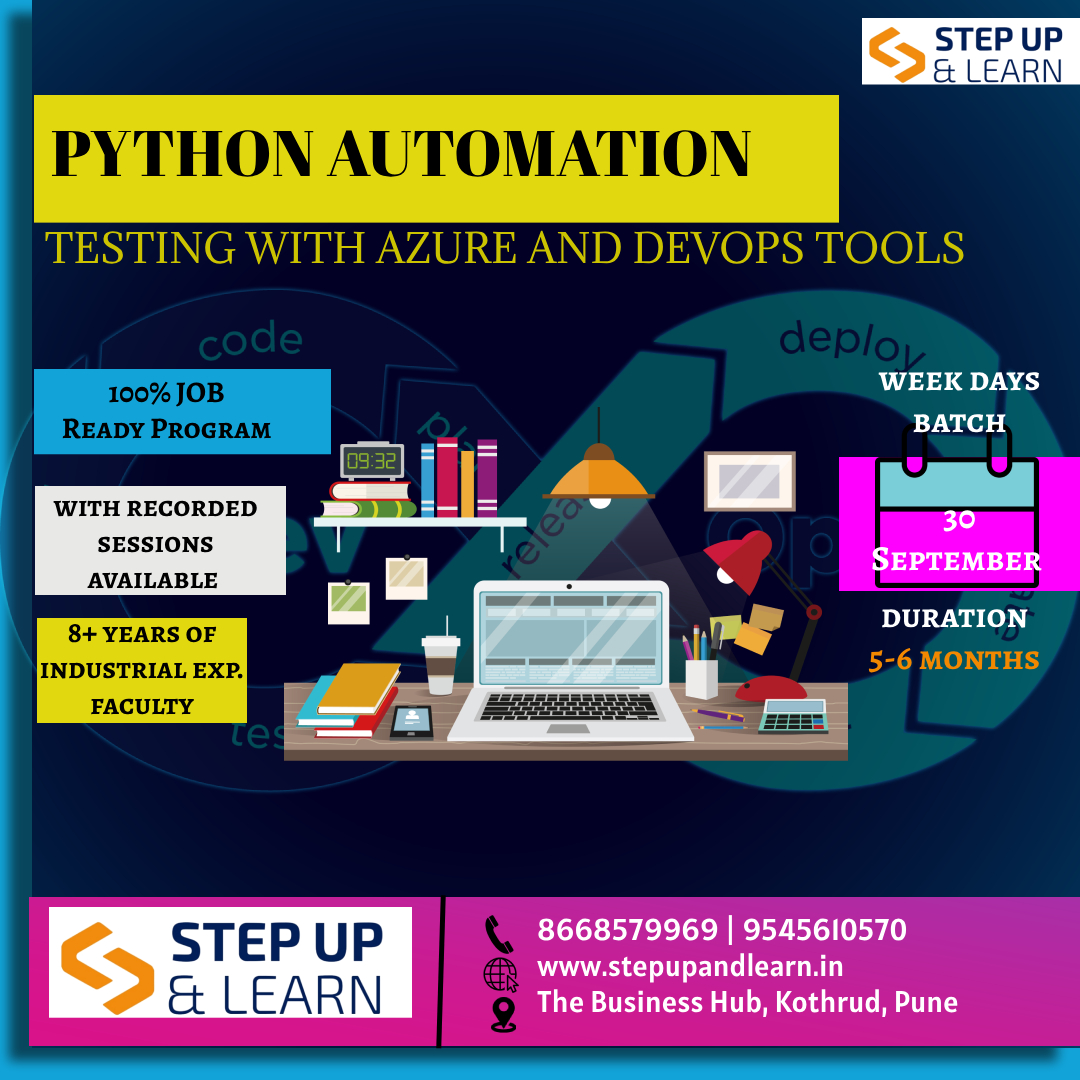 STEP UP
& LEARN
PYTHON AUTOMATION
TESTING WITH AZURE AND DEVOPS TOOLS
code
deploy
100% JOB
READY PROGRAM
WEEK DAYS
BATCH
09:32
WITH RECORDED
SESSIONS
AVAILABLE
30
SEPTEMBER
8+ YEARS OF
INDUSTRIAL EXP.
FACULTY
DURATION
5-6 MONTHS
STEP UP
& LEARN
8668579969 | 9545610570
www.stepupandlearn.in
The Business Hub, Kothrud, Pune